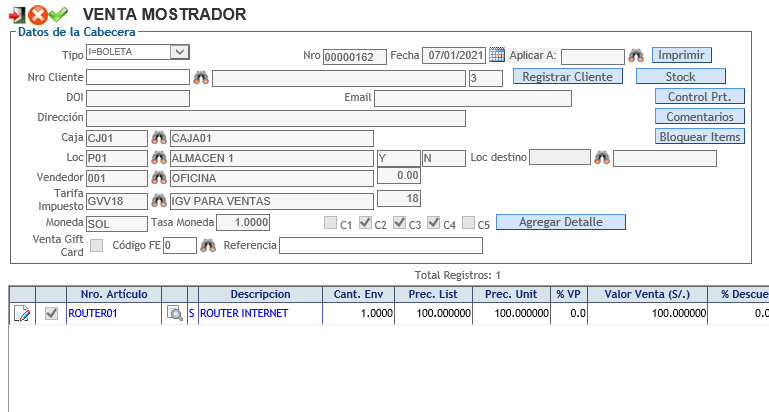 VENTA MOSTRADOR
Datos de la Cabecera
Tipo I=BOLETA Nro 00000162 Fecha 07/01/2021 Aplicar A: Imprimir
Nro Cliente 3 Registrar Cliente Stock
DOI Email Control Prt.
Dirección Comentarios
Caja CJ01 CAJA01 Bloquear Items
Loc P01 ALMACEN 1 Y N Loc destino
Vendedor 001 OFICINA 0.00
Tarifa Impuesto GVV18 IGV PARA VENTAS 18
Moneda SOL Tasa Moneda 1.0000 C1 C2 C3 C4 C5 Agregar Detalle
Venta Gift Card Código FE 0 Referencia
Total Registros: 1
Nro. Artículo Descripcion Cant. Env Prec. List Prec. Unit % VP Valor Venta (S/.) % Descue
ROUTER01 S ROUTER INTERNET 1.0000 100.000000 100.000000 0.0 100.000000 0.0